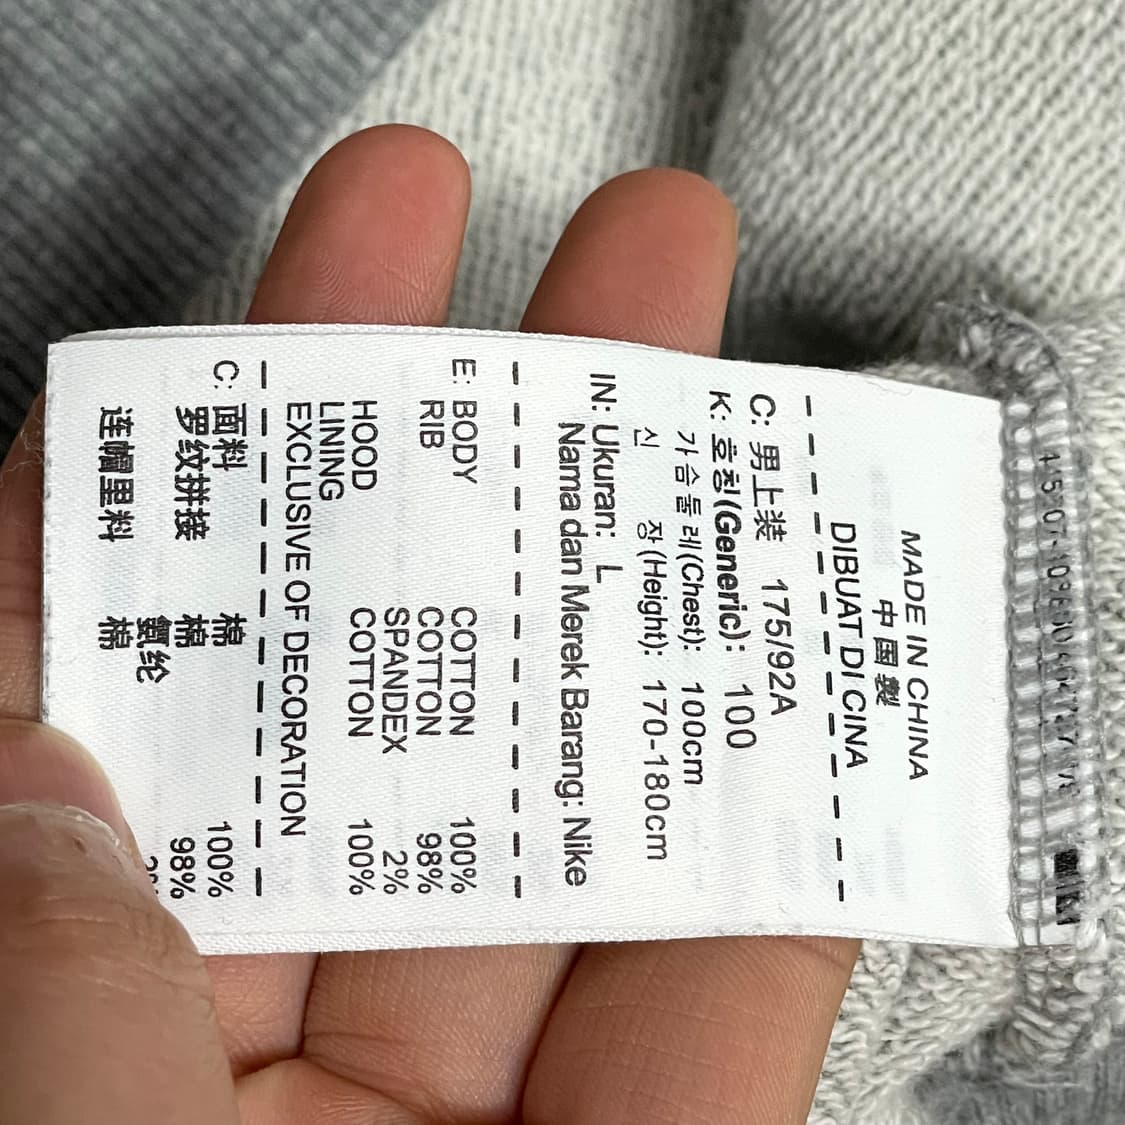 MADE IN CHINA
中国製
DIBUAT DI CINA
C: 男上装 175/92A
K: 호칭(Generic): 100
가슴둘레(Chest): 100cm
신 장(Height): 170-180cm
IN: Ukuran: L
Nama dan Merek Barang: Nike
E: BODY COTTON 100%
RIB COTTON 98%
SPANDEX 2%
HOOD COTTON 100%
LINING
EXCLUSIVE OF DECORATION
C: 面料 棉 100%
罗纹拼接 棉 98%
氨纶
连帽里料 棉